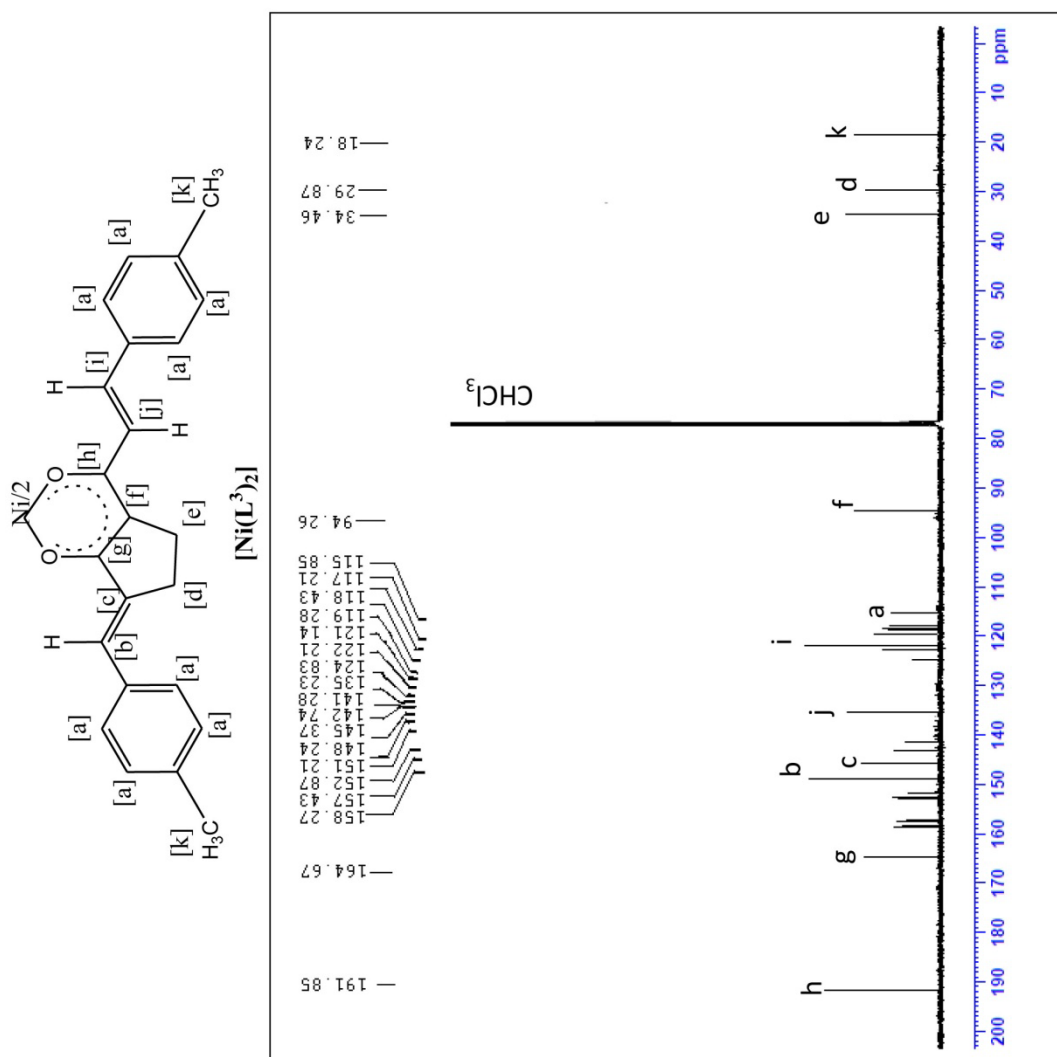 Ni/2
O
O
H
H
H
[a]
[a]
[a]
[a]
[a]
[a]
[a]
[a]
[b]
[c]
[d]
[e]
[f]
[g]
[h]
[i]
[j]
[k]
[k]
CH₃
H₃C
[Ni(L³)₂]
191.85
164.67
158.27
157.43
152.87
151.21
148.24
145.37
142.74
141.28
135.23
124.83
122.21
121.14
119.28
118.43
117.21
115.85
94.26
34.46
29.87
18.24
CHCl₃
h
g
b
c
j
i
a
f
e
d
k
200
190
180
170
160
150
140
130
120
110
100
90
80
70
60
50
40
30
20
10
ppm